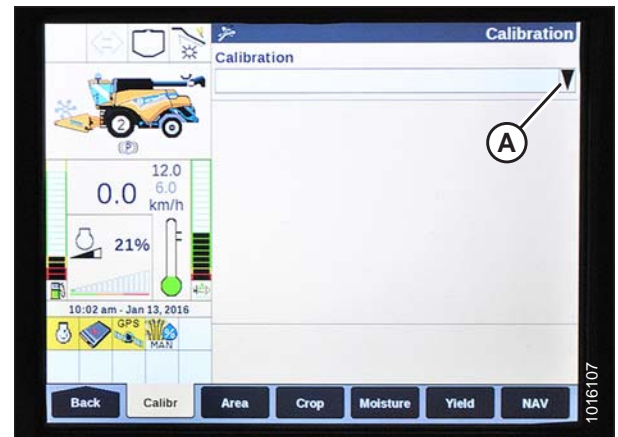 Calibration
Calibration
A
2
(P)
12.0
0.0 6.0
km/h
21%
10:02 am - Jan 13, 2016
GPS
MAN
Back Calibr Area Crop Moisture Yield NAV
1016107